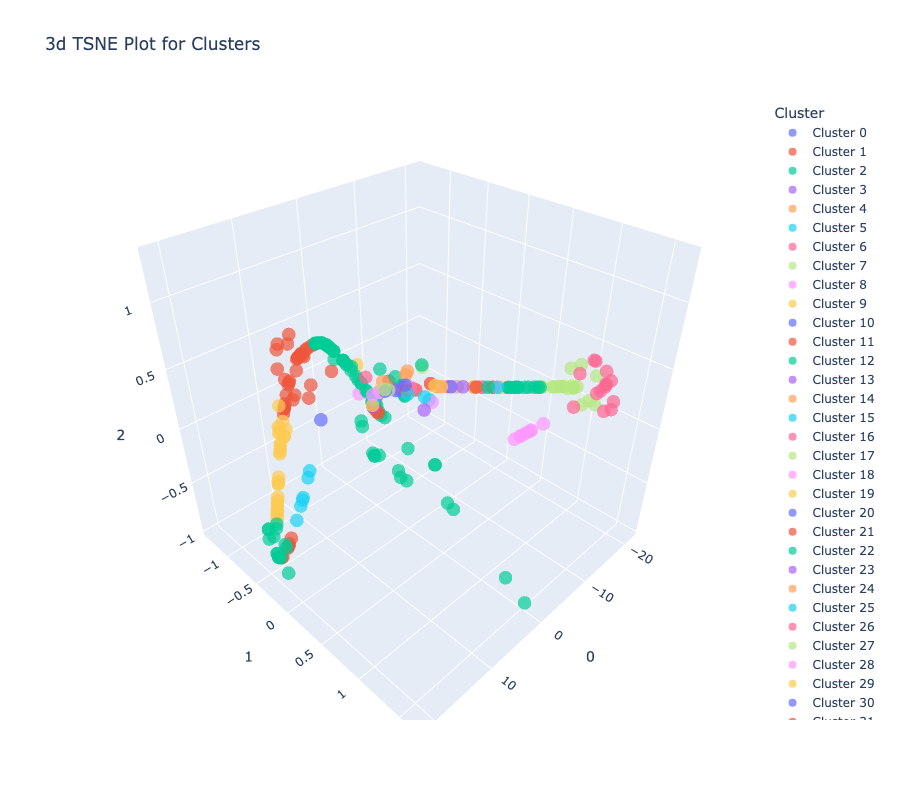 3d TSNE Plot for Clusters
Cluster
Cluster 0
Cluster 1
Cluster 2
Cluster 3
Cluster 4
Cluster 5
Cluster 6
Cluster 7
Cluster 8
Cluster 9
Cluster 10
Cluster 11
Cluster 12
Cluster 13
Cluster 14
Cluster 15
Cluster 16
Cluster 17
Cluster 18
Cluster 19
Cluster 20
Cluster 21
Cluster 22
Cluster 23
Cluster 24
Cluster 25
Cluster 26
Cluster 27
Cluster 28
Cluster 29
Cluster 30
1
0.5
0
−0.5
−1
2
−1
−0.5
0
0.5
1
1
10
0
−10
−20
0